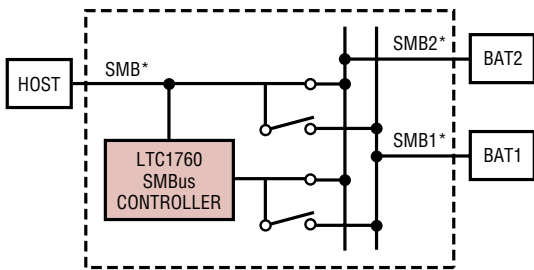 HOST
SMB*
SMB2*
BAT2
SMB1*
BAT1
LTC1760
SMBus
CONTROLLER